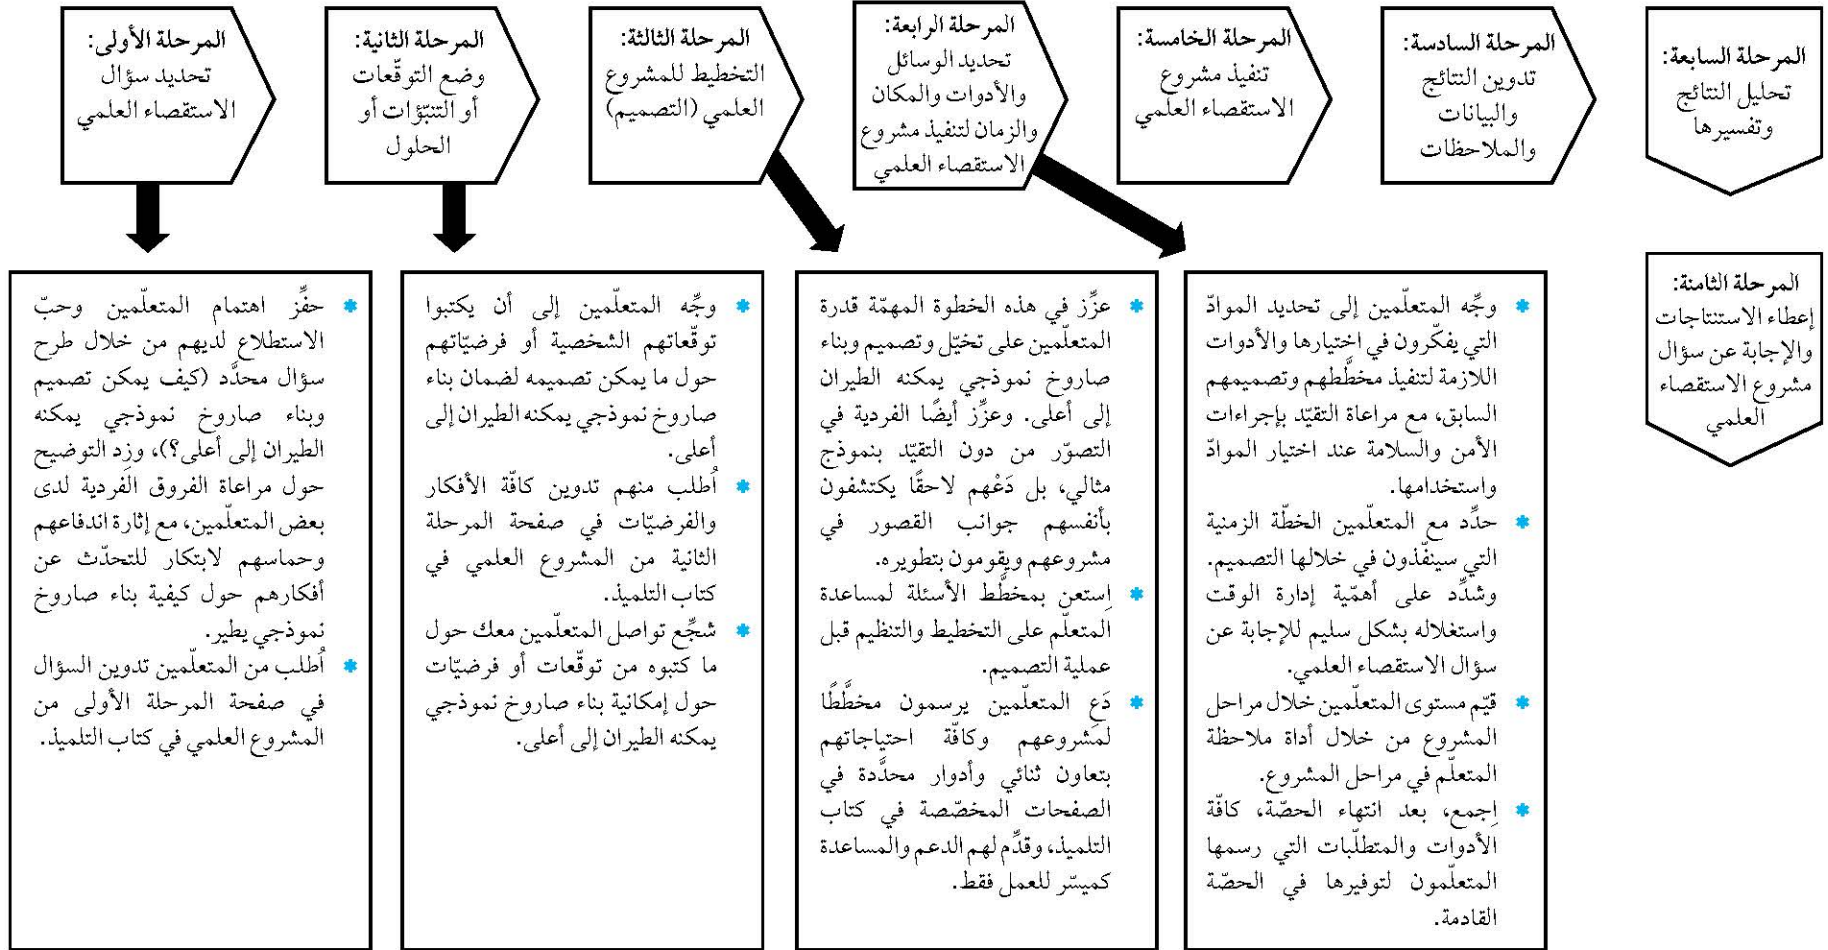 المرحلة الأولى:
تحديد سؤال
الاستقصاء العلمي
المرحلة الثانية:
وضع التوقّعات
أو التنبّؤات أو
الحلول
المرحلة الثالثة:
التخطيط للمشروع
العلمي (التصميم)
المرحلة الرابعة:
تحديد الوسائل
والأدوات والمكان
والزمان لتنفيذ مشروع
الاستقصاء العلمي
المرحلة الخامسة:
تنفيذ مشروع
الاستقصاء العلمي
المرحلة السادسة:
تدوين النتائج
والبيانات
والملاحظات
المرحلة السابعة:
تحليل النتائج
وتفسيرها
المرحلة الثامنة:
إعطاء الاستنتاجات
والإجابة عن سؤال
مشروع الاستقصاء
العلمي
* حفِّز اهتمام المتعلّمين وحبّ
الاستطلاع لديهم من خلال طرح
سؤال محدَّد (كيف يمكن تصميم
وبناء صاروخ نموذجي يمكنه
الطيران إلى أعلى؟)، وزِد التوضيح
حول مراعاة الفروق الفردية لدى
بعض المتعلّمين، مع إثارة اندفاعهم
وحماسهم لابتكار للتحدّث عن
أفكارهم حول كيفية بناء صاروخ
نموذجي يطير.
* اُطلب من المتعلّمين تدوين السؤال
في صفحة المرحلة الأولى من
المشروع العلمي في كتاب التلميذ.
* وجِّه المتعلّمين إلى أن يكتبوا
توقّعاتهم الشخصية أو فرضيّاتهم
حول ما يمكن تصميمه لضمان بناء
صاروخ نموذجي يمكنه الطيران إلى
أعلى.
* اُطلب منهم تدوين كافّة الأفكار
والفرضيّات في صفحة المرحلة
الثانية من المشروع العلمي في
كتاب التلميذ.
* شجِّع تواصل المتعلّمين معك حول
ما كتبوه من توقّعات أو فرضيّات
حول إمكانية بناء صاروخ نموذجي
يمكنه الطيران إلى أعلى.
* عزِّز في هذه الخطوة المهمّة قدرة
المتعلّمين على تخيّل وتصميم وبناء
صاروخ نموذجي يمكنه الطيران
إلى أعلى. وعزِّز أيضًا الفردية في
التصوّر من دون التقيّد بنموذج
مثالي، بل دَعْهم لاحقًا يكتشفون
بأنفسهم جوانب القصور في
مشروعهم ويقومون بتطويره.
* اِستعن بمخطَّط الأسئلة لمساعدة
المتعلّم على التخطيط والتنظيم قبل
عملية التصميم.
* دَعِ المتعلّمين يرسمون مخطَّطًا
لمشروعهم وكافّة احتياجاتهم
بتعاون ثنائي وأدوار محدَّدة في
الصفحات المخصّصة في كتاب
التلميذ، وقدِّم لهم الدعم والمساعدة
كميسّر للعمل فقط.
* وجِّه المتعلّمين إلى تحديد الموادّ
التي يفكّرون في اختيارها والأدوات
اللازمة لتنفيذ مخطَّطهم وتصميمهم
السابق، مع مراعاة التقيّد بإجراءات
الأمن والسلامة عند اختيار الموادّ
واستخدامها.
* حدِّد مع المتعلّمين الخطّة الزمنية
التي سينفّذون في خلالها التصميم.
وشدِّد على أهمّية إدارة الوقت
واستغلاله بشكل سليم للإجابة عن
سؤال الاستقصاء العلمي.
* قيّم مستوى المتعلّمين خلال مراحل
المشروع من خلال أداة ملاحظة
المتعلّم في مراحل المشروع.
* اِجمع، بعد انتهاء الحصّة، كافّة
الأدوات والمتطلّبات التي رسمها
المتعلّمون لتوفيرها في الحصّة
القادمة.